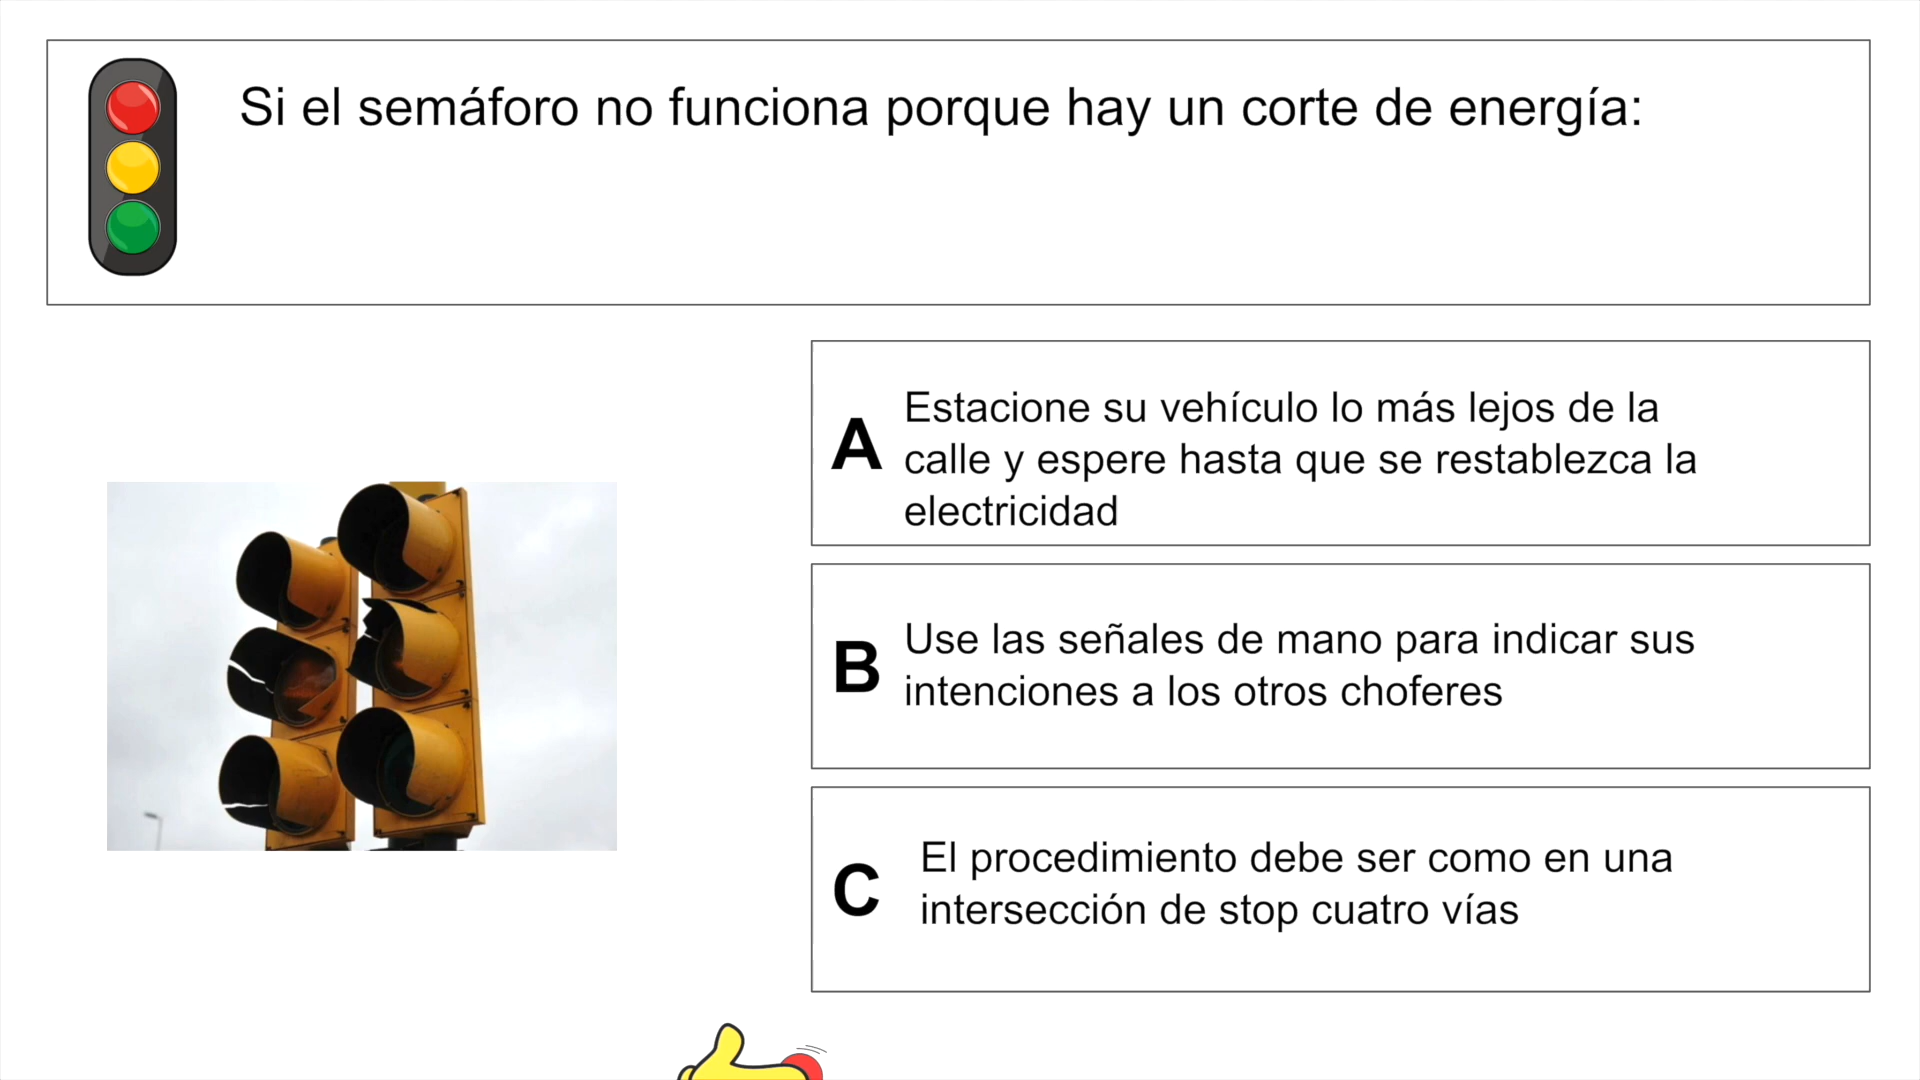 Si el semáforo no funciona porque hay un corte de energía:
A
Estacione su vehículo lo más lejos de la
calle y espere hasta que se restablezca la
electricidad
B
Use las señales de mano para indicar sus
intenciones a los otros choferes
C
El procedimiento debe ser como en una
intersección de stop cuatro vías